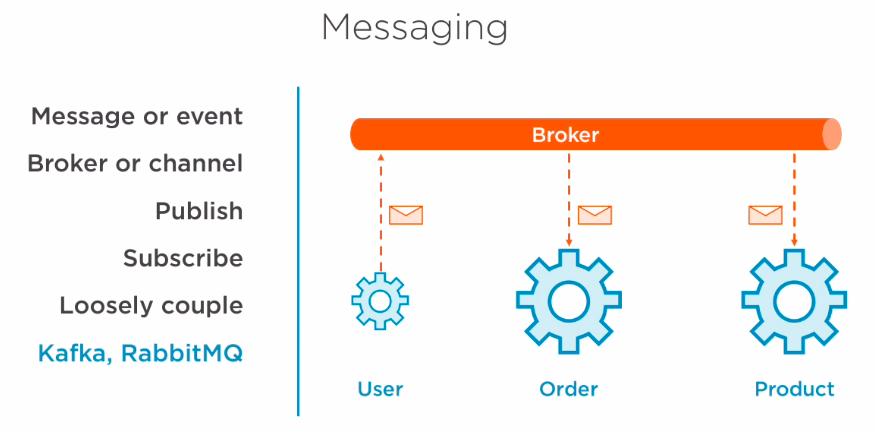 Messaging
Message or event
Broker or channel
Publish
Subscribe
Loosely couple
Kafka, RabbitMQ
Broker
User
Order
Product